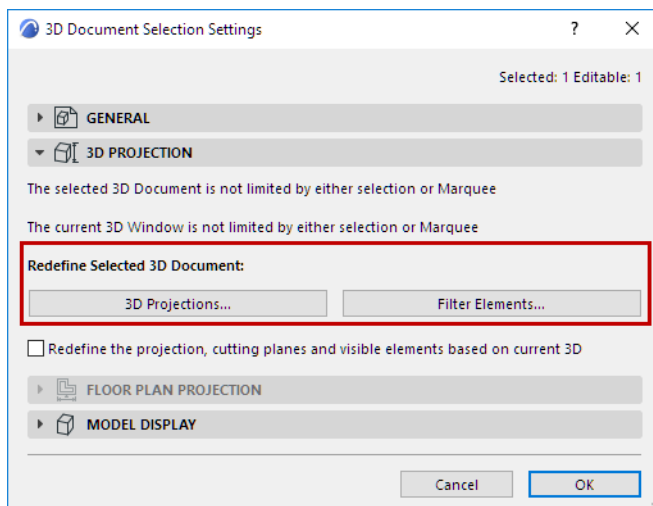 3D Document Selection Settings
Selected: 1 Editable: 1
GENERAL
3D PROJECTION
The selected 3D Document is not limited by either selection or Marquee
The current 3D Window is not limited by either selection or Marquee
Redefine Selected 3D Document:
3D Projections... Filter Elements...
Redefine the projection, cutting planes and visible elements based on current 3D
FLOOR PLAN PROJECTION
MODEL DISPLAY
Cancel OK